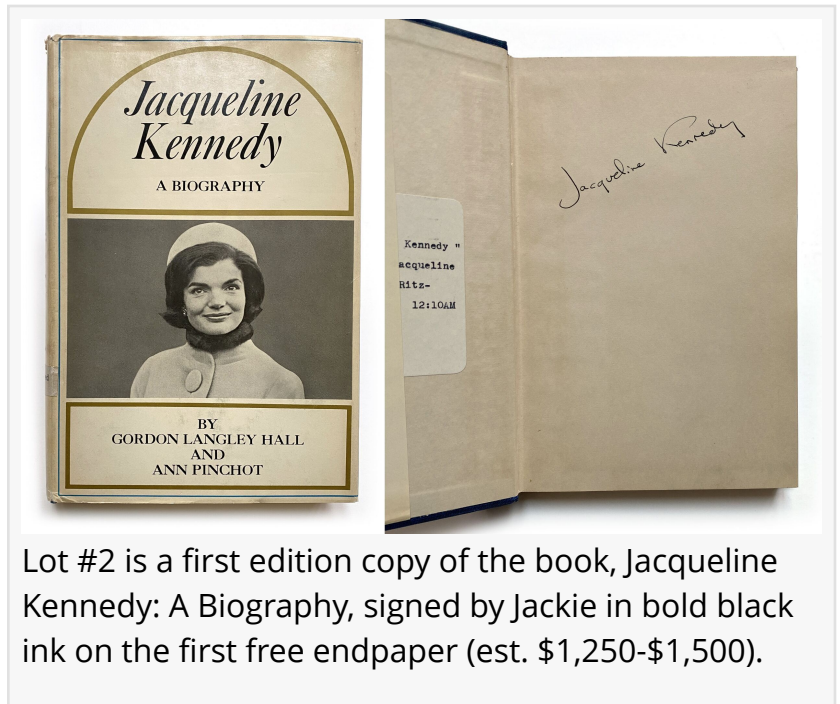 Jacqueline
Kennedy
A BIOGRAPHY
BY
GORDON LANGLEY HALL
AND
ANN PINCHOT
Kennedy "
acqueline
Ritz-
12:10AM
Jacqueline Kennedy
Lot #2 is a first edition copy of the book, Jacqueline
Kennedy: A Biography, signed by Jackie in bold black
ink on the first free endpaper (est. $1,250-$1,500).